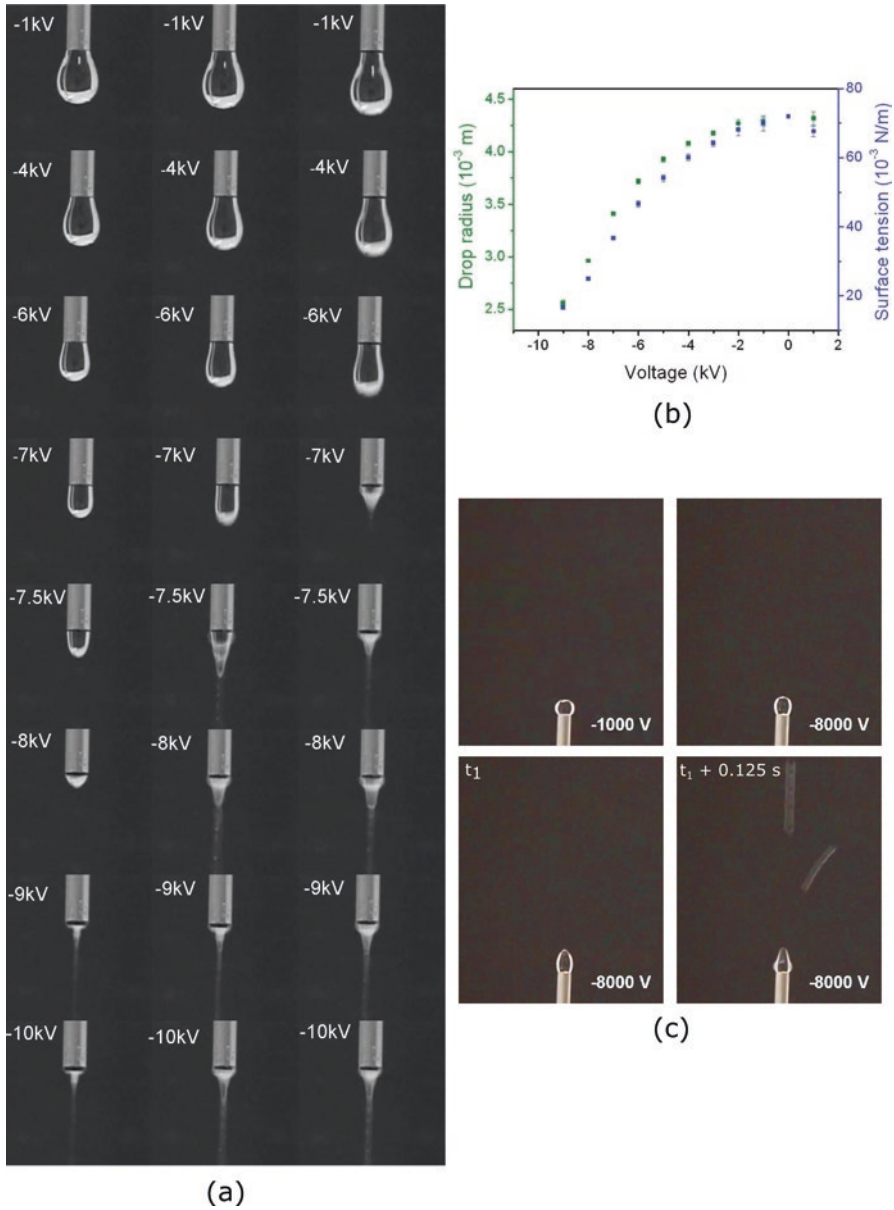 -1kV -1kV -1kV
-4kV -4kV -4kV
-6kV -6kV -6kV
-7kV -7kV -7kV
-7.5kV -7.5kV -7.5kV
-8kV -8kV -8kV
-9kV -9kV -9kV
-10kV -10kV -10kV
(a)
Drop radius (10⁻³ m)
4.5
4.0
3.5
3.0
2.5
80
60
40
20
Surface tension (10⁻³ N/m)
-10 -8 -6 -4 -2 0 2
Voltage (kV)
(b)
-1000 V
-8000 V
t₁
-8000 V
t₁ + 0.125 s
-8000 V
(c)